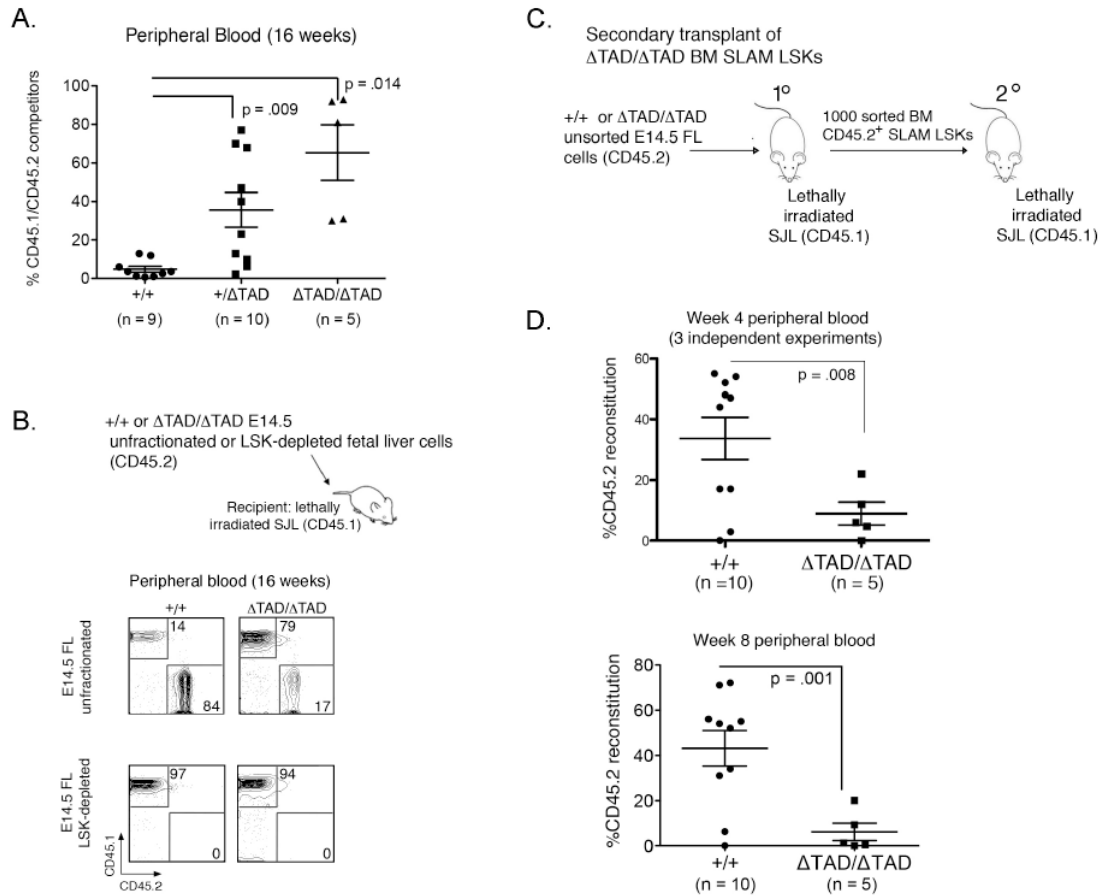 A.
Peripheral Blood (16 weeks)
% CD45.1/CD45.2 competitors
100
80
60
40
20
0
p = .009
p = .014
+/+
+/ΔTAD
ΔTAD/ΔTAD
(n = 9)
(n = 10)
(n = 5)
B.
+/+ or ΔTAD/ΔTAD E14.5
unfractionated or LSK-depleted fetal liver cells
(CD45.2)
Recipient: lethally
irradiated SJL (CD45.1)
Peripheral blood (16 weeks)
+/+
ΔTAD/ΔTAD
E14.5 FL
unfractionated
14
84
79
17
E14.5 FL
LSK-depleted
97
0
94
0
CD45.1
CD45.2
C.
Secondary transplant of
ΔTAD/ΔTAD BM SLAM LSKs
+/+ or ΔTAD/ΔTAD
unsorted E14.5 FL
cells (CD45.2)
1o
1000 sorted BM
CD45.2+ SLAM LSKs
2o
Lethally
irradiated
SJL (CD45.1)
Lethally
irradiated
SJL (CD45.1)
D.
Week 4 peripheral blood
(3 independent experiments)
%CD45.2 reconstitution
60
40
20
0
p = .008
+/+
ΔTAD/ΔTAD
(n =10)
(n = 5)
Week 8 peripheral blood
%CD45.2 reconstitution
80
60
40
20
0
p = .001
+/+
ΔTAD/ΔTAD
(n = 10)
(n = 5)